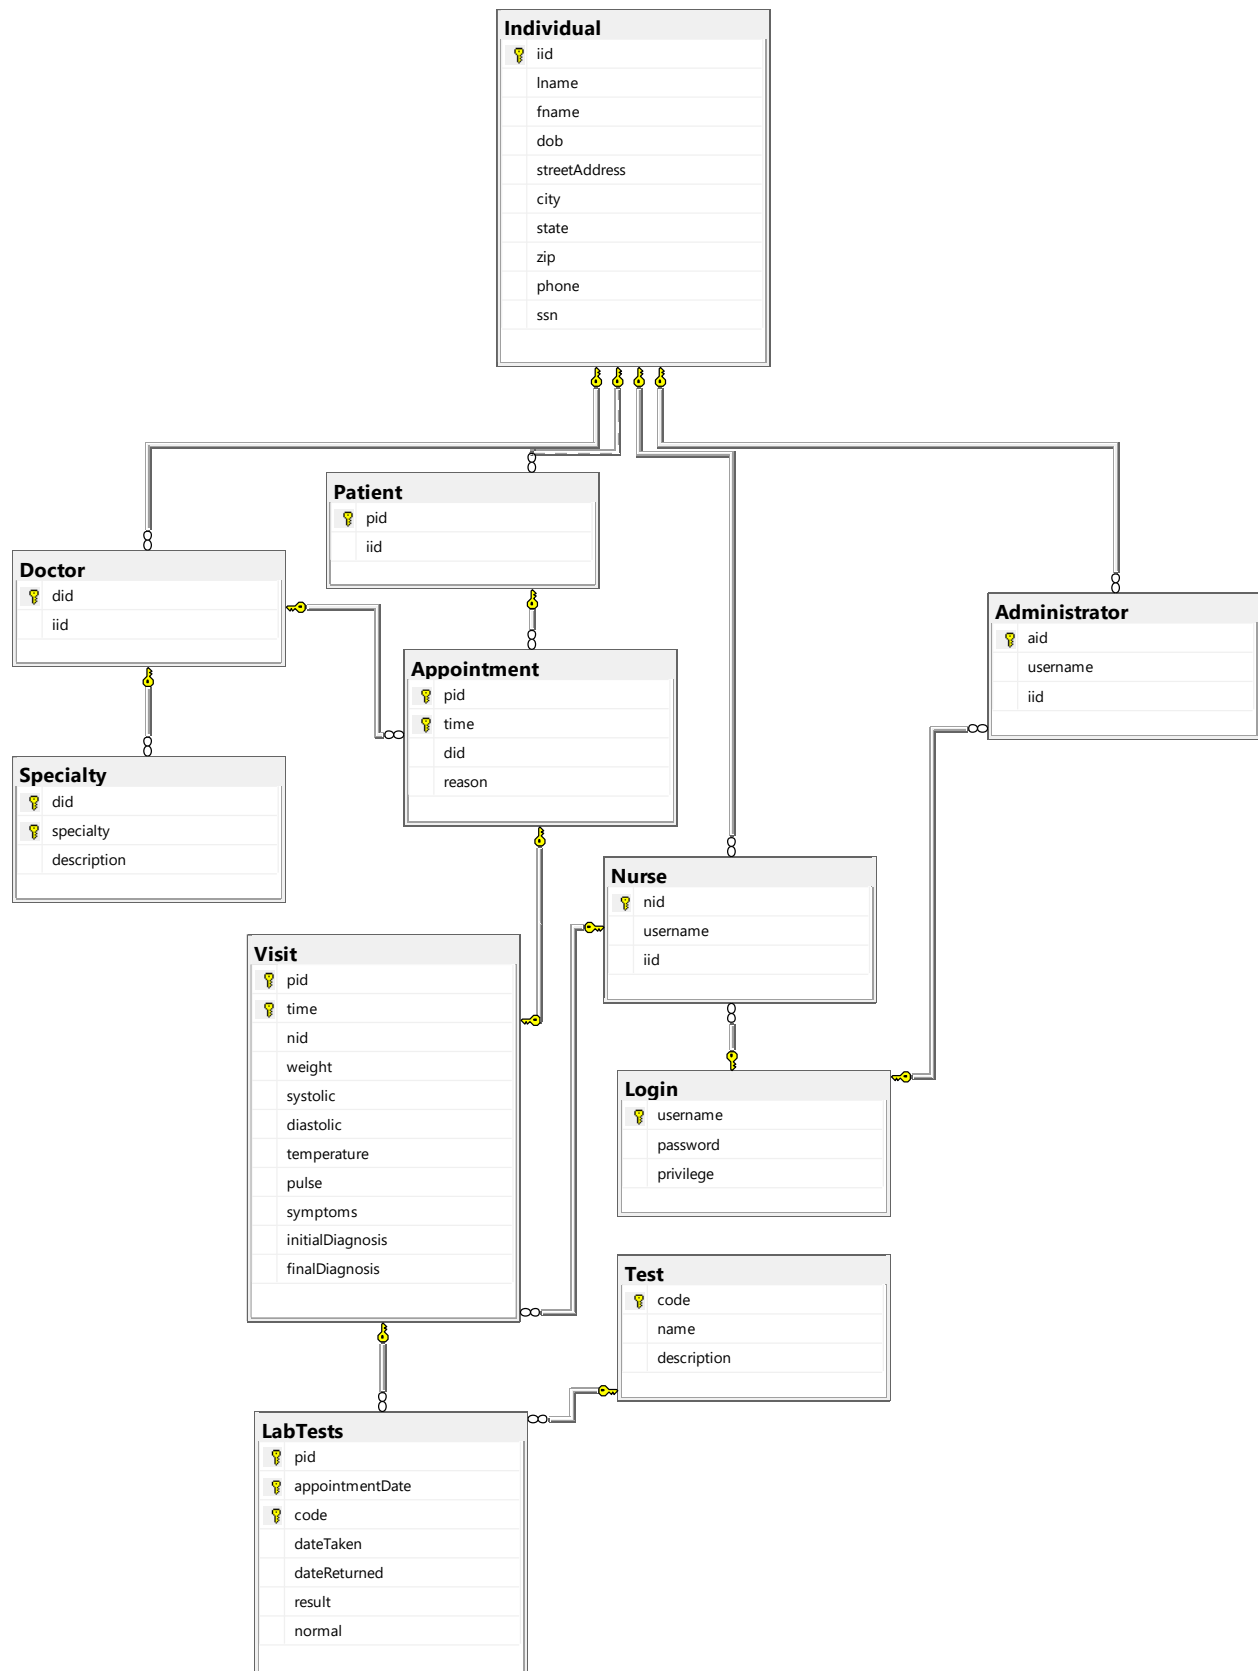 Individual
iid
lname
fname
dob
streetAddress
city
state
zip
phone
ssn
Patient
pid
iid
Doctor
did
iid
Administrator
aid
username
iid
Appointment
pid
time
did
reason
Specialty
did
specialty
description
Nurse
nid
username
iid
Visit
pid
time
nid
weight
systolic
diastolic
temperature
pulse
symptoms
initialDiagnosis
finalDiagnosis
Login
username
password
privilege
Test
code
name
description
LabTests
pid
appointmentDate
code
dateTaken
dateReturned
result
normal